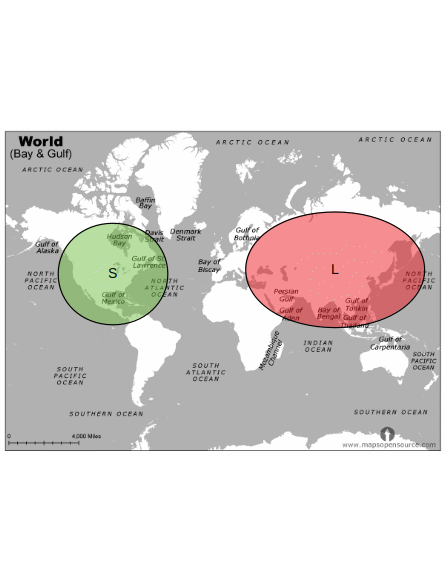 World
(Bay & Gulf)
ARCTIC OCEAN
ARCTIC OCEAN
ARCTIC OCEAN
Baffin
Bay
Davis
Strait
Denmark
Strait
Hudson
Bay
Gulf of
Alaska
Gulf of St.
Lawrence
Gulf of
Bothnia
Bay of
Biscay
S
L
NORTH
PACIFIC
OCEAN
NORTH
ATLANTIC
OCEAN
NORTH
PACIFIC
OCEAN
Gulf of
Mexico
Persian
Gulf
Gulf of
Aden
Bay of
Bengal
Gulf of
Tonkin
Gulf of
Thailand
Mozambique
Channel
INDIAN
OCEAN
Gulf of
Carpentaria
SOUTH
PACIFIC
OCEAN
SOUTH
ATLANTIC
OCEAN
SOUTH
PACIFIC
OCEAN
SOUTHERN OCEAN
SOUTHERN OCEAN
0 4,000 Miles
www.mapsopensource.com